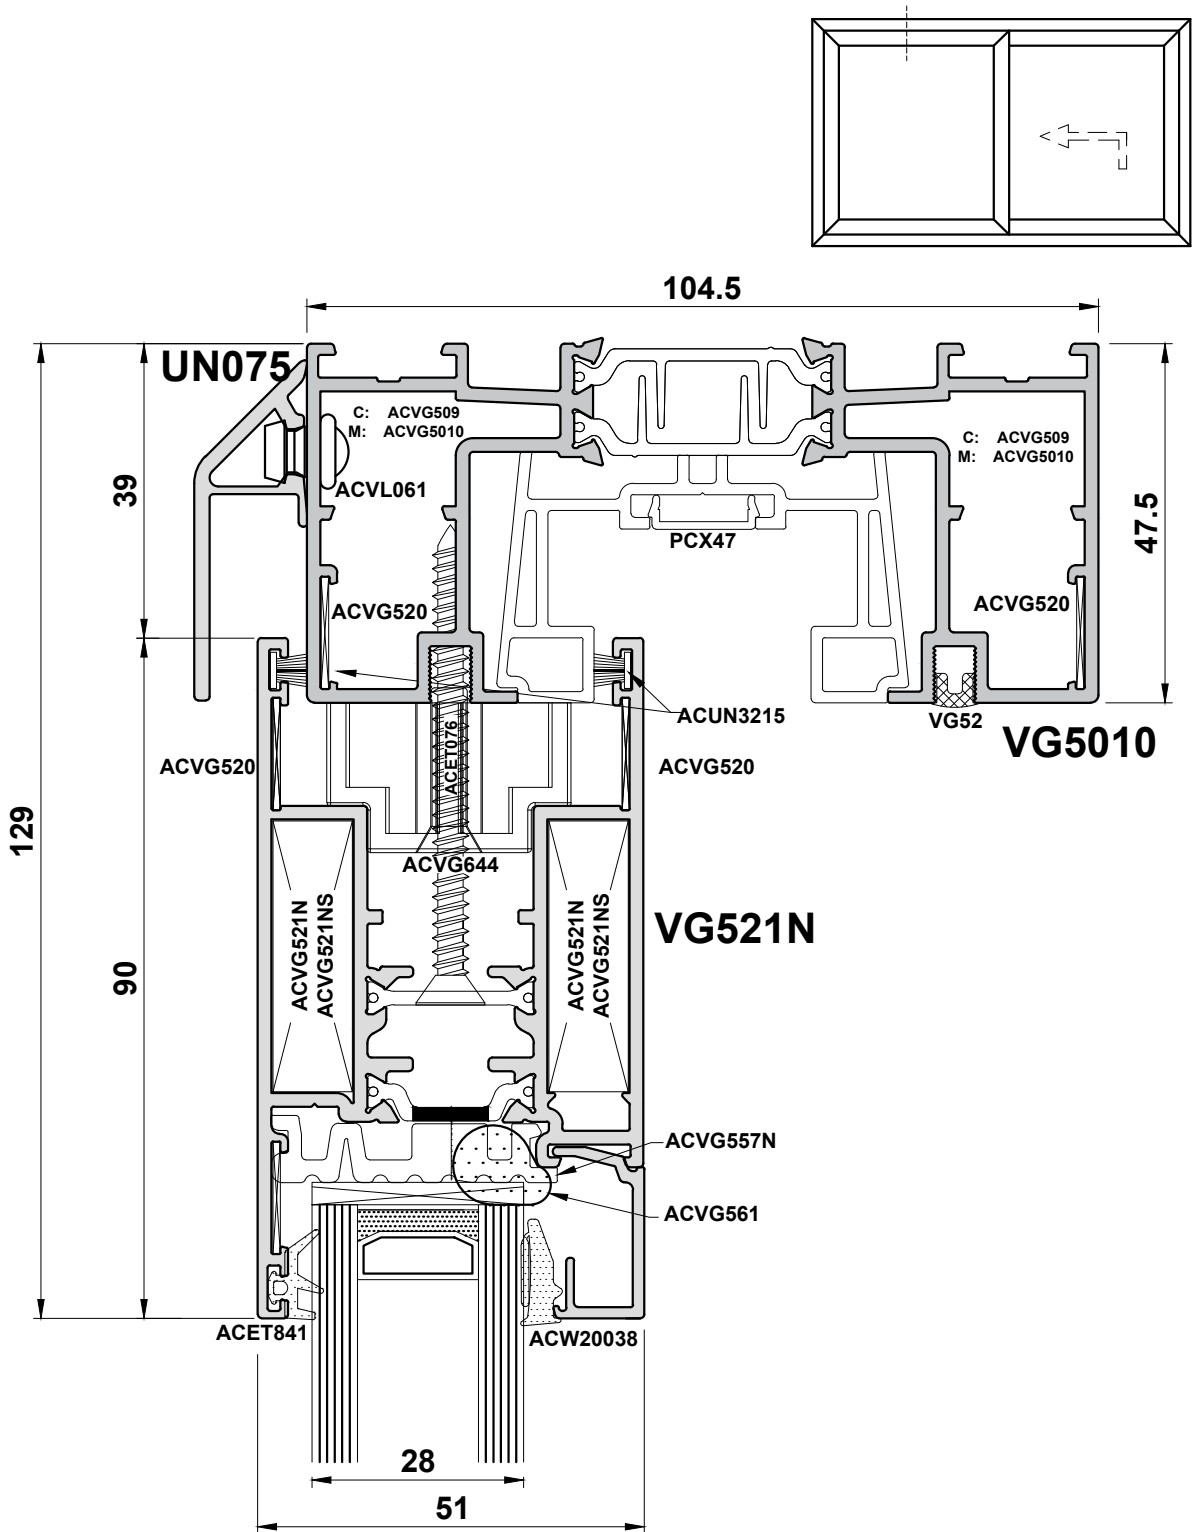 104.5
UN075
C: ACVG509
M: ACVG5010
C: ACVG509
M: ACVG5010
ACVL061
39
PCX47
47.5
ACVG520
ACVG520
ACUN3215
VG52
VG5010
ACVG520
ACET076
ACVG520
129
ACVG644
ACVG521N
ACVG521NS
VG521N
ACVG521N
ACVG521NS
90
ACVG557N
ACVG561
ACET841
ACW20038
28
51